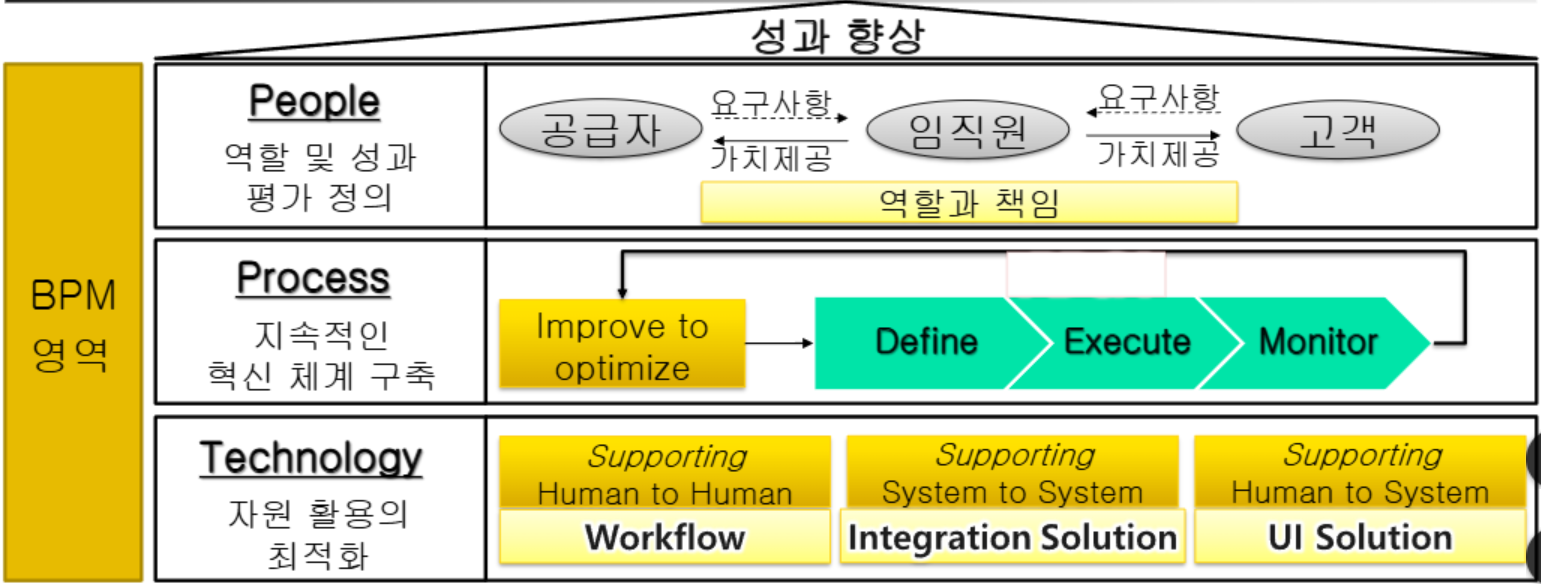 성과 향상
BPM
영역
People
역할 및 성과
평가 정의
공급자
요구사항
가치제공
임직원
요구사항
가치제공
고객
역할과 책임
Process
지속적인
혁신 체계 구축
Improve to
optimize
Define
Execute
Monitor
Technology
자원 활용의
최적화
Supporting
Human to Human
Workflow
Supporting
System to System
Integration Solution
Supporting
Human to System
UI Solution